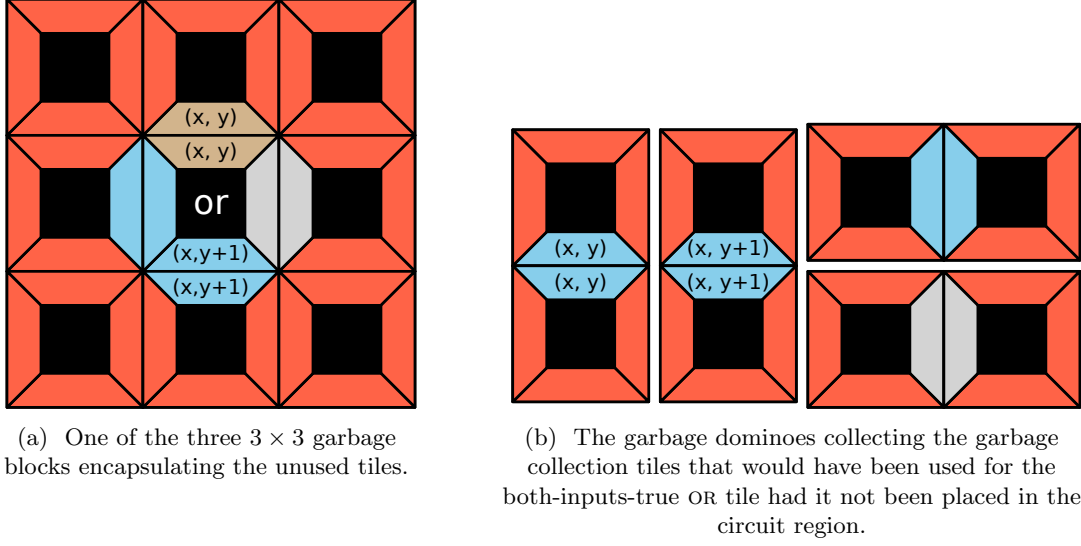 (x, y)
(x, y)
or
(x,y+1)
(x,y+1)
(x, y)
(x, y)
(x, y+1)
(x, y+1)
(a) One of the three 3 × 3 garbage
blocks encapsulating the unused tiles.
(b) The garbage dominoes collecting the garbage
collection tiles that would have been used for the
both-inputs-true OR tile had it not been placed in the
circuit region.